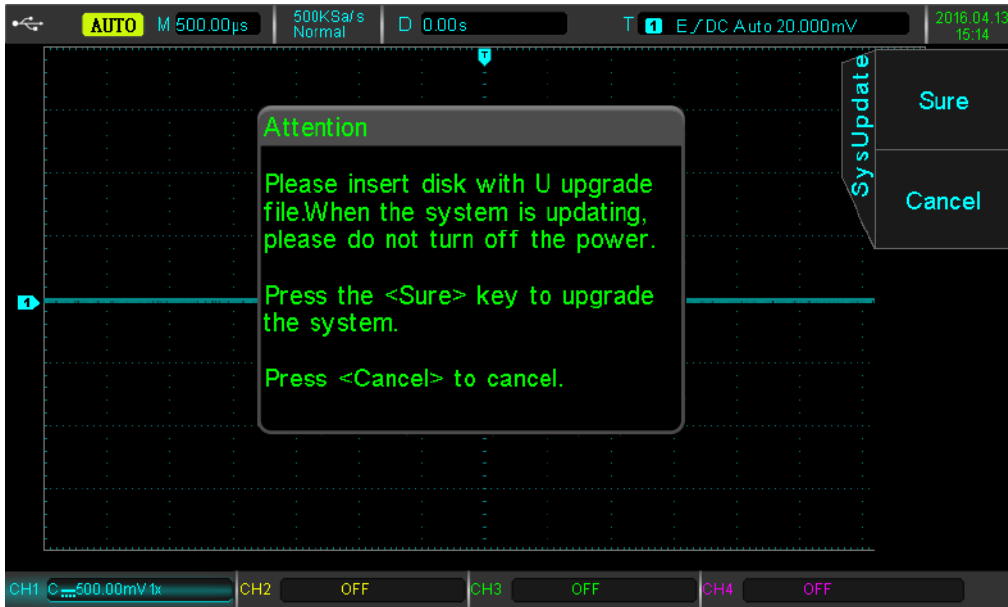 AUTO M 500.00µs 500KSa/s D 0.00s T 1 E DC Auto 20.000mV 2016.04.13
Normal 15:14
T
SysUpdate
Sure
Cancel
Attention
Please insert disk with U upgrade
file.When the system is updating,
please do not turn off the power.
Press the <Sure> key to upgrade
the system.
Press <Cancel> to cancel.
1
CH1 C 500.00mV 1x CH2 OFF CH3 OFF CH4 OFF